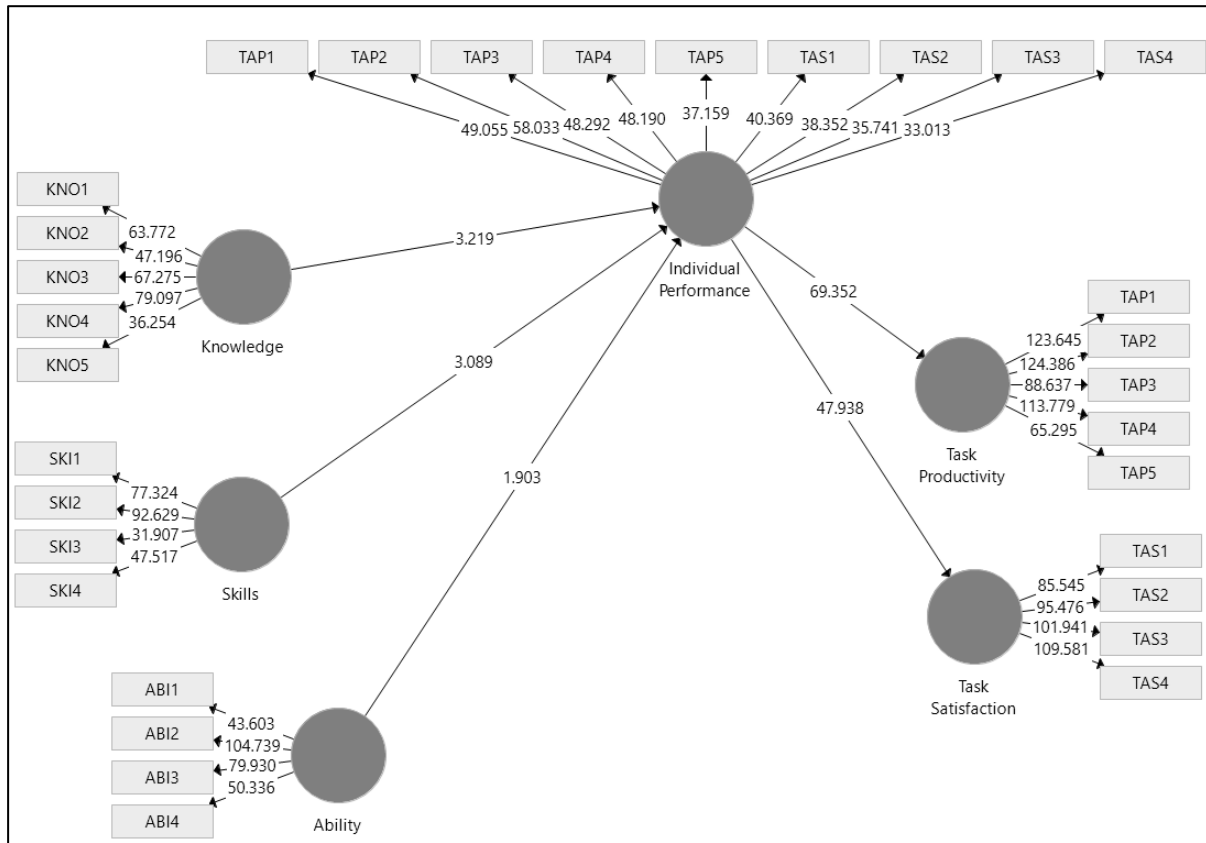 TAP1 TAP2 TAP3 TAP4 TAP5 TAS1 TAS2 TAS3 TAS4
49.055 58.033 48.292 48.190 37.159 40.369 38.352 35.741 33.013
KNO1
KNO2
KNO3
KNO4
KNO5
63.772
47.196
67.275
79.097
36.254
Knowledge
3.219
Individual
Performance
69.352
47.938
3.089
1.903
SKI1
SKI2
SKI3
SKI4
77.324
92.629
31.907
47.517
Skills
ABI1
ABI2
ABI3
ABI4
43.603
104.739
79.930
50.336
Ability
123.645
124.386
88.637
113.779
65.295
TAP1
TAP2
TAP3
TAP4
TAP5
Task
Productivity
85.545
95.476
101.941
109.581
TAS1
TAS2
TAS3
TAS4
Task
Satisfaction